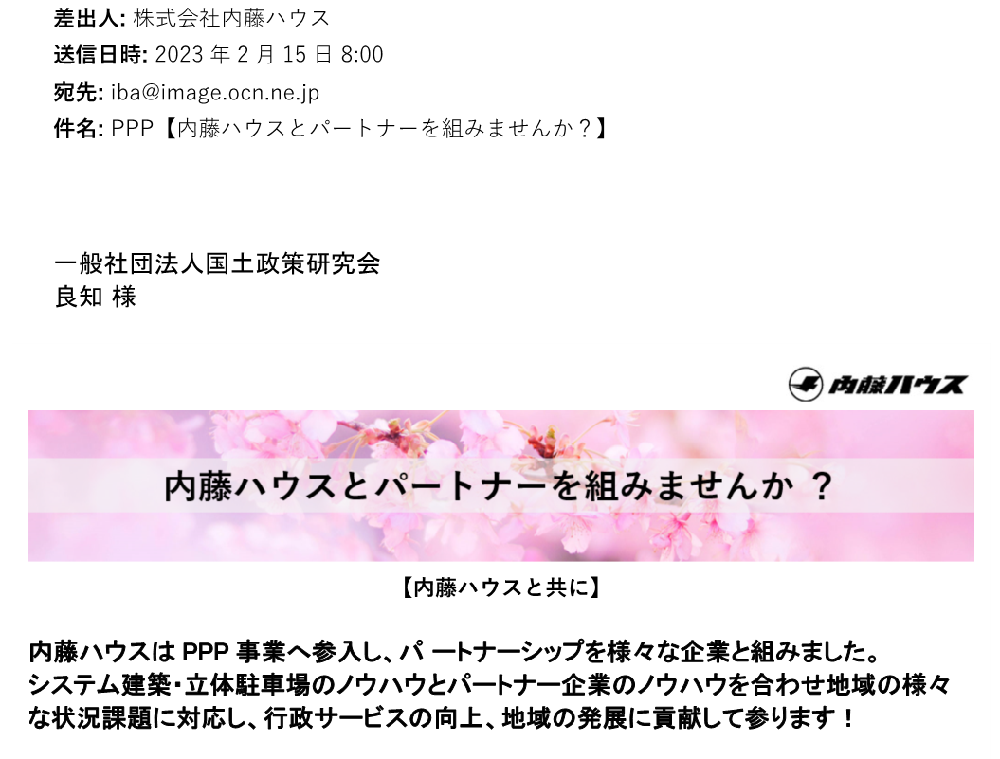 差出人: 株式会社内藤ハウス
送信日時: 2023 年 2 月 15 日 8:00
宛先: iba@image.ocn.ne.jp
件名: PPP【内藤ハウスとパートナーを組みませんか？】
一般社団法人国土政策研究会
良知 様
内藤ハウス
内藤ハウスとパートナーを組みませんか ？
【内藤ハウスと共に】
内藤ハウスは PPP 事業へ参入し、パ ートナーシップを様々な企業と組みました。
システム建築・立体駐車場のノウハウとパートナー企業のノウハウを合わせ地域の様々
な状況課題に対応し、行政サービスの向上、地域の発展に貢献して参ります！